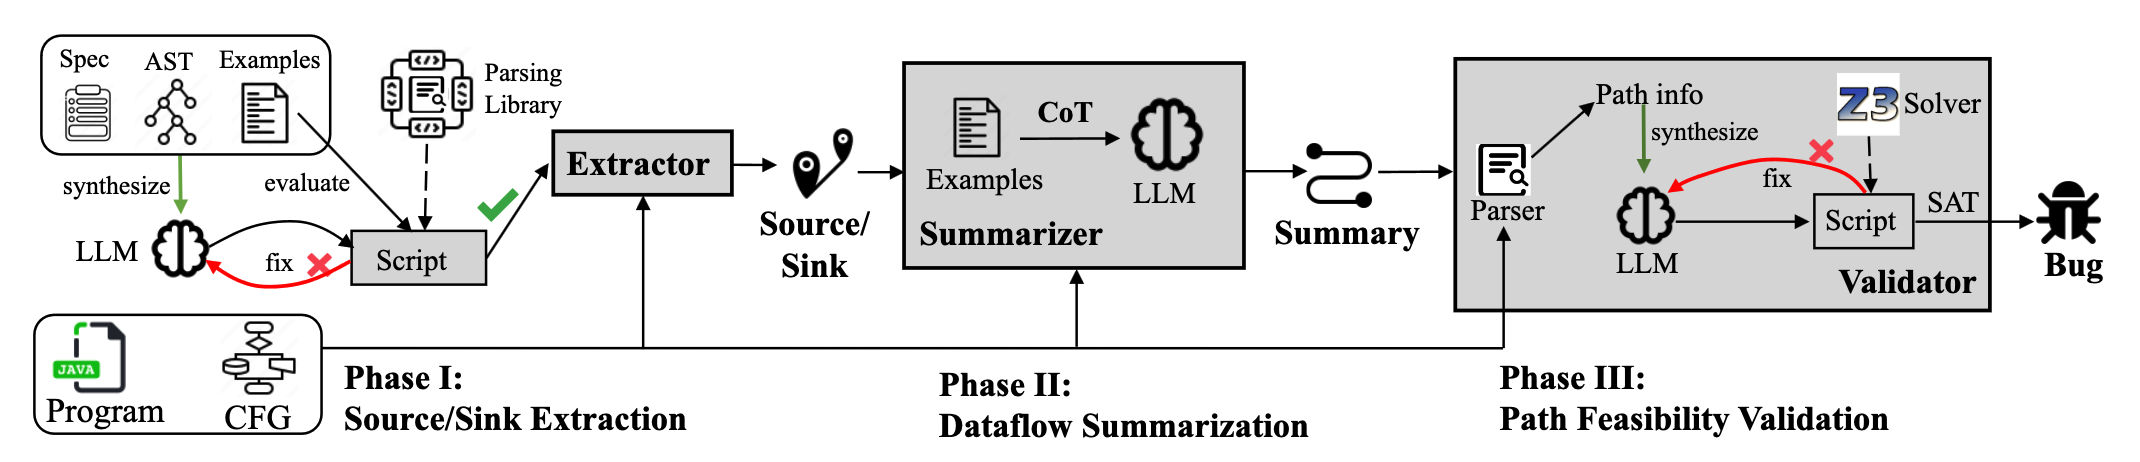 Spec
AST
Examples
Parsing
Library
synthesize
evaluate
LLM
fix
Script
Extractor
Source/
Sink
CoT
Examples
LLM
Summarizer
Summary
Path info
synthesize
Z3
Solver
fix
Parser
LLM
Script
SAT
Validator
Bug
JAVA
Program
CFG
Phase I:
Source/Sink Extraction
Phase II:
Dataflow Summarization
Phase III:
Path Feasibility Validation